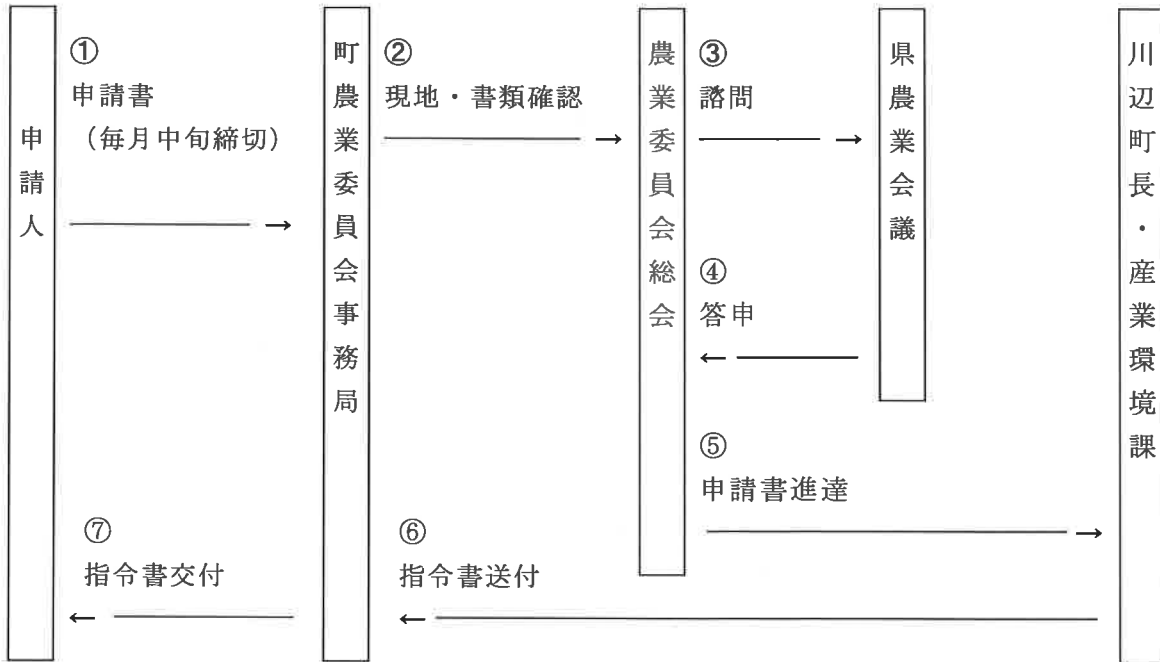 申請人
①
申請書
（毎月中旬締切）
町農業委員会事務局
②
現地・書類確認
農業委員会総会
③
諮問
県農業会議
④
答申
川辺町長・産業環境課
⑤
申請書進達
⑥
指令書送付
⑦
指令書交付